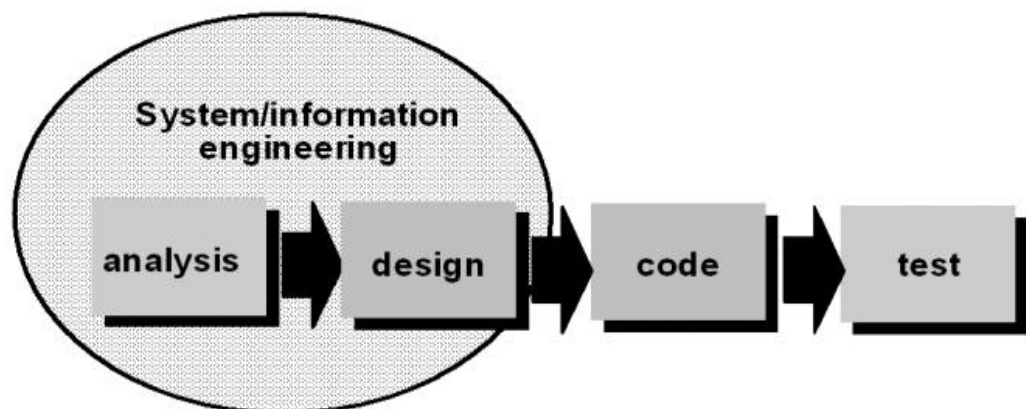 System/information
engineering
analysis
design
code
test